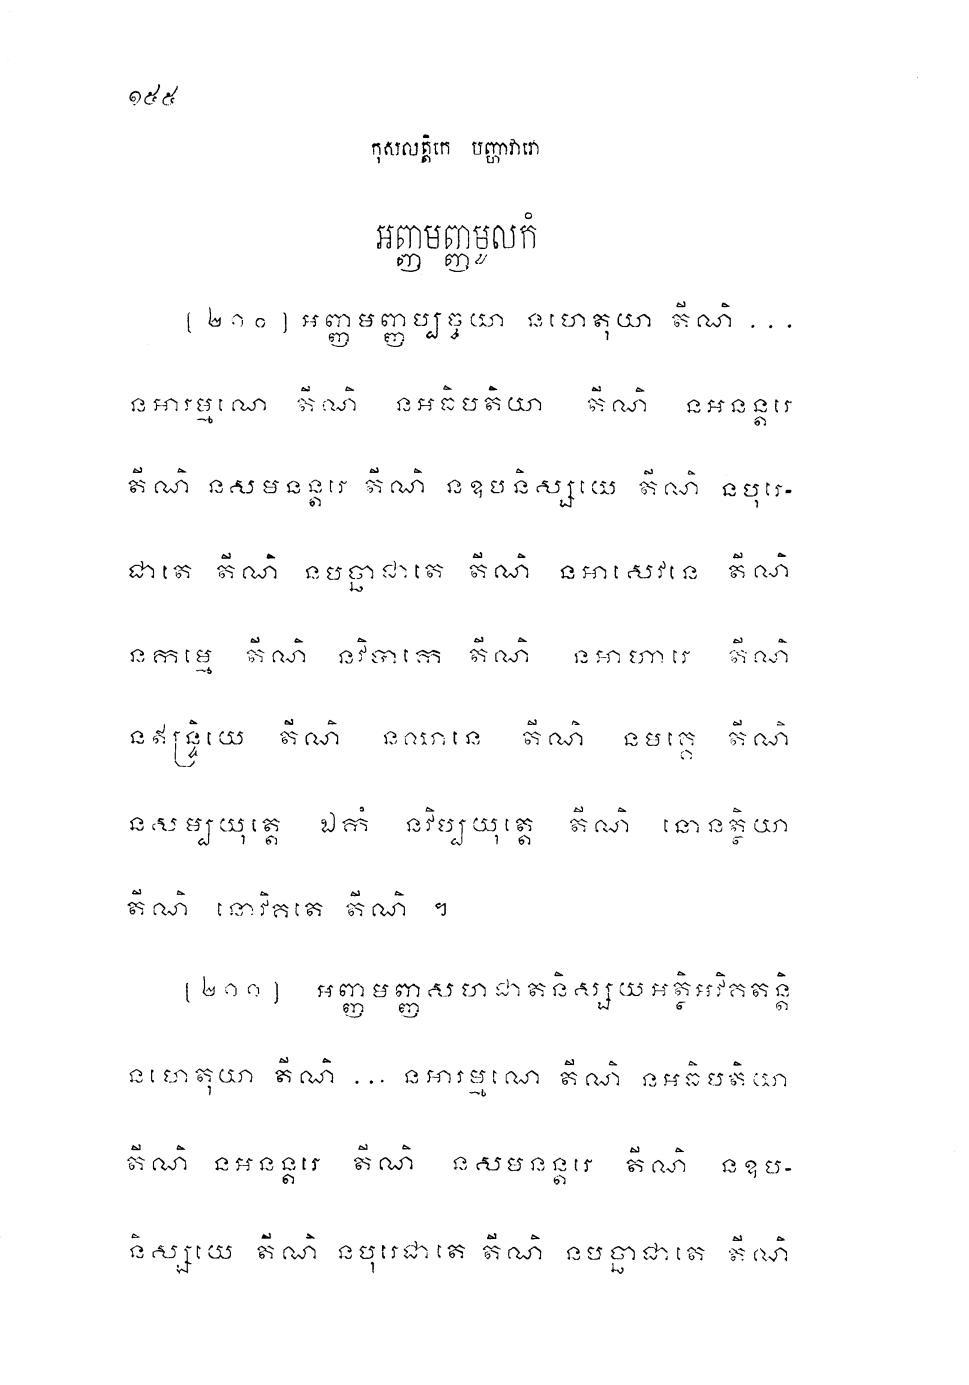 ១៥៥
កុសលត្តិកេ បញ្ហាវារោ
អញ្ញមញ្ញមូលកំ
(២១០) អញ្ញមញ្ញប្បច្ចយា នហេតុយា តីណិ ...
នអារម្មណេ តីណិ នអធិបតិយា តីណិ នអនន្តរេ
តីណិ នសមនន្តរេ តីណិ នឧបនិស្សយេ តីណិ នបុរេ-
ជាតេ តីណិ នបច្ឆាជាតេ តីណិ នអាសេវនេ តីណិ
នកម្មេ តីណិ នវិបាកេ តីណិ នអាហារេ តីណិ
នឥន្ទ្រិយេ តីណិ នឈានេ តីណិ នមគ្គេ តីណិ
នសម្បយុត្តេ ឯកំ នវិប្បយុត្តេ តីណិ នោនត្ថិយា
តីណិ នោវិគតេ តីណិ ។
(២១១) អញ្ញមញ្ញសហជាតនិស្សយអត្ថិអវិគតន្តិ
នហេតុយា តីណិ ... នអារម្មណេ តីណិ នអធិបតិយា
តីណិ នអនន្តរេ តីណិ នសមនន្តរេ តីណិ នឧប-
និស្សយេ តីណិ នបុរេជាតេ តីណិ នបច្ឆាជាតេ តីណិ